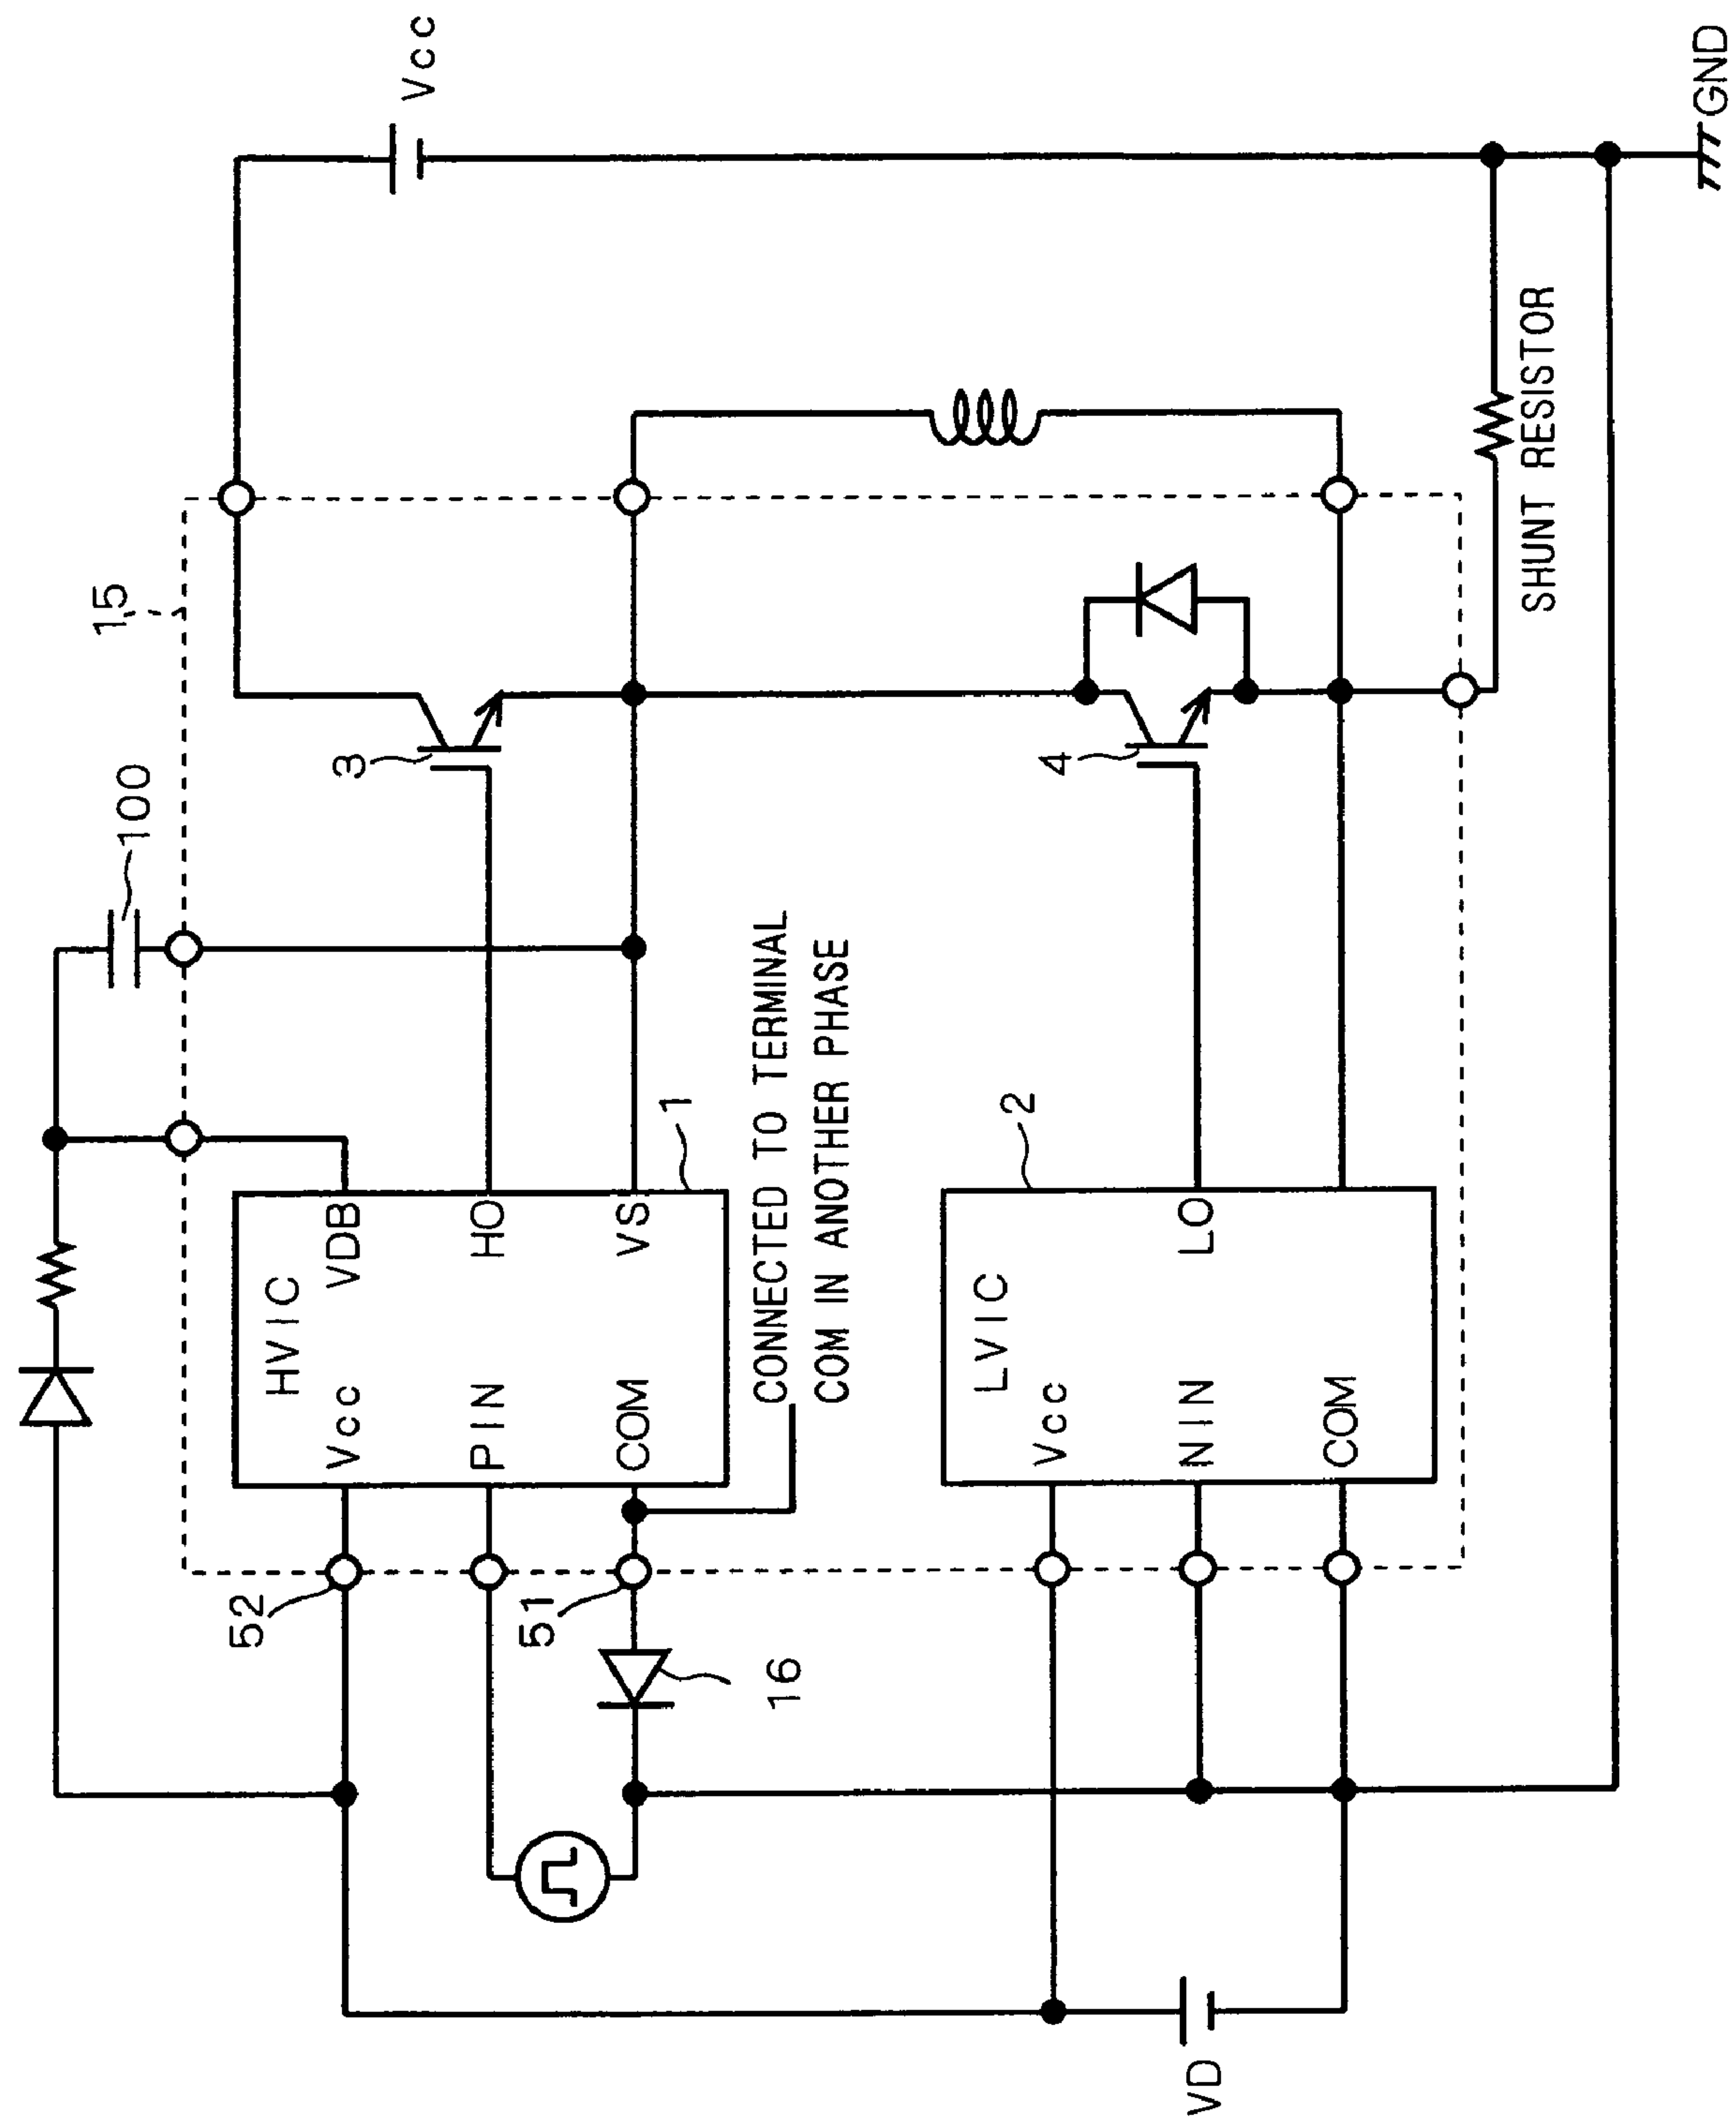 Vcc
GND
15
SHUNT RESISTOR
3
4
100
CONNECTED TO TERMINAL
COM IN ANOTHER PHASE
1
2
HVIC
VDB
HO
VS
Vcc
PIN
COM
LVIC
LO
Vcc
NIN
COM
52
51
16
VD